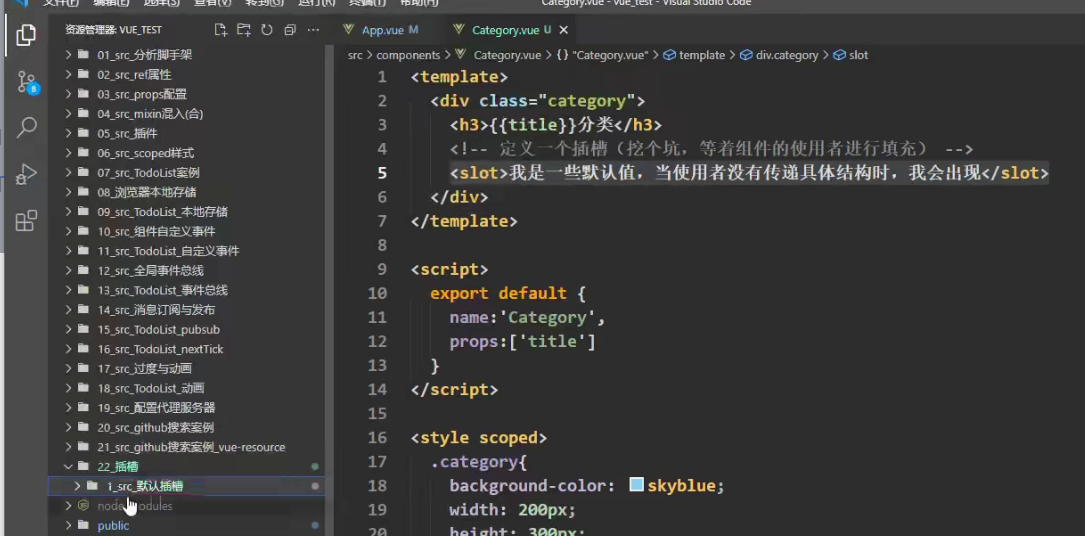 文件(F) 编辑(E) 选择(S) 查看(V) 转到(G) 运行(R) 终端(T) 帮助(H) Category.vue - vue_test - Visual Studio Code
资源管理器: VUE_TEST
App.vue M
Category.vue U
src > components > Category.vue > {} "Category.vue" > template > div.category > slot
01_src_分析脚手架
02_src_ref属性
03_src_props配置
04_src_mixin混入(合)
05_src_插件
06_src_scoped样式
07_src_TodoList案例
08_浏览器本地存储
09_src_TodoList_本地存储
10_src_组件自定义事件
11_src_TodoList_自定义事件
12_src_全局事件总线
13_src_TodoList_事件总线
14_src_消息订阅与发布
15_src_TodoList_pubsub
16_src_TodoList_nextTick
17_src_过度与动画
18_src_TodoList_动画
19_src_配置代理服务器
20_src_github搜索案例
21_src_github搜索案例_vue-resource
22_插槽
1_src_默认插槽
node_modules
public
8
1 <template>
2 <div class="category">
3 <h3>{{title}}分类</h3>
4 <!-- 定义一个插槽（挖个坑，等着组件的使用者进行填充） -->
5 <slot>我是一些默认值，当使用者没有传递具体结构时，我会出现</slot>
6 </div>
7 </template>
8
9 <script>
10 export default {
11 name:'Category',
12 props:['title']
13 }
14 </script>
15
16 <style scoped>
17 .category{
18 background-color: skyblue;
19 width: 200px;
20 height: 300px;